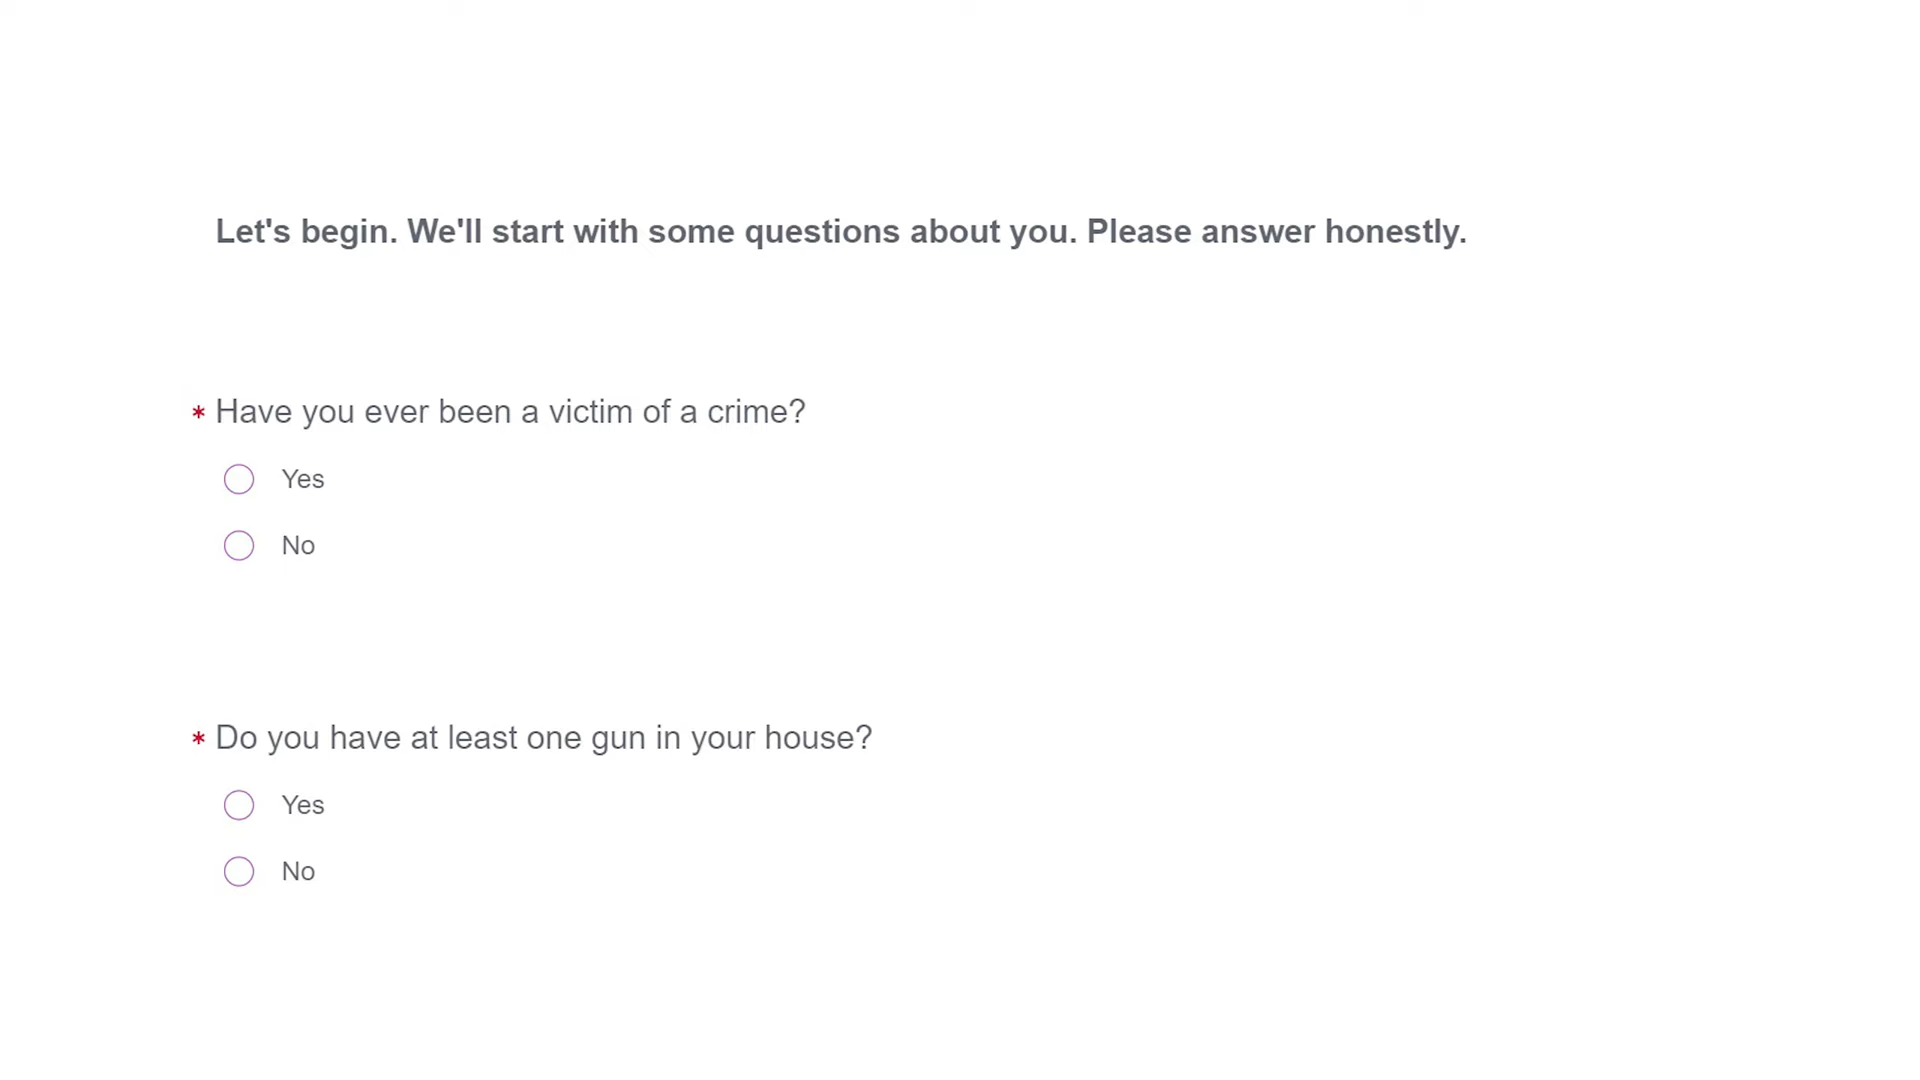 Let's begin. We'll start with some questions about you. Please answer honestly.
* Have you ever been a victim of a crime?
Yes
No
* Do you have at least one gun in your house?
Yes
No